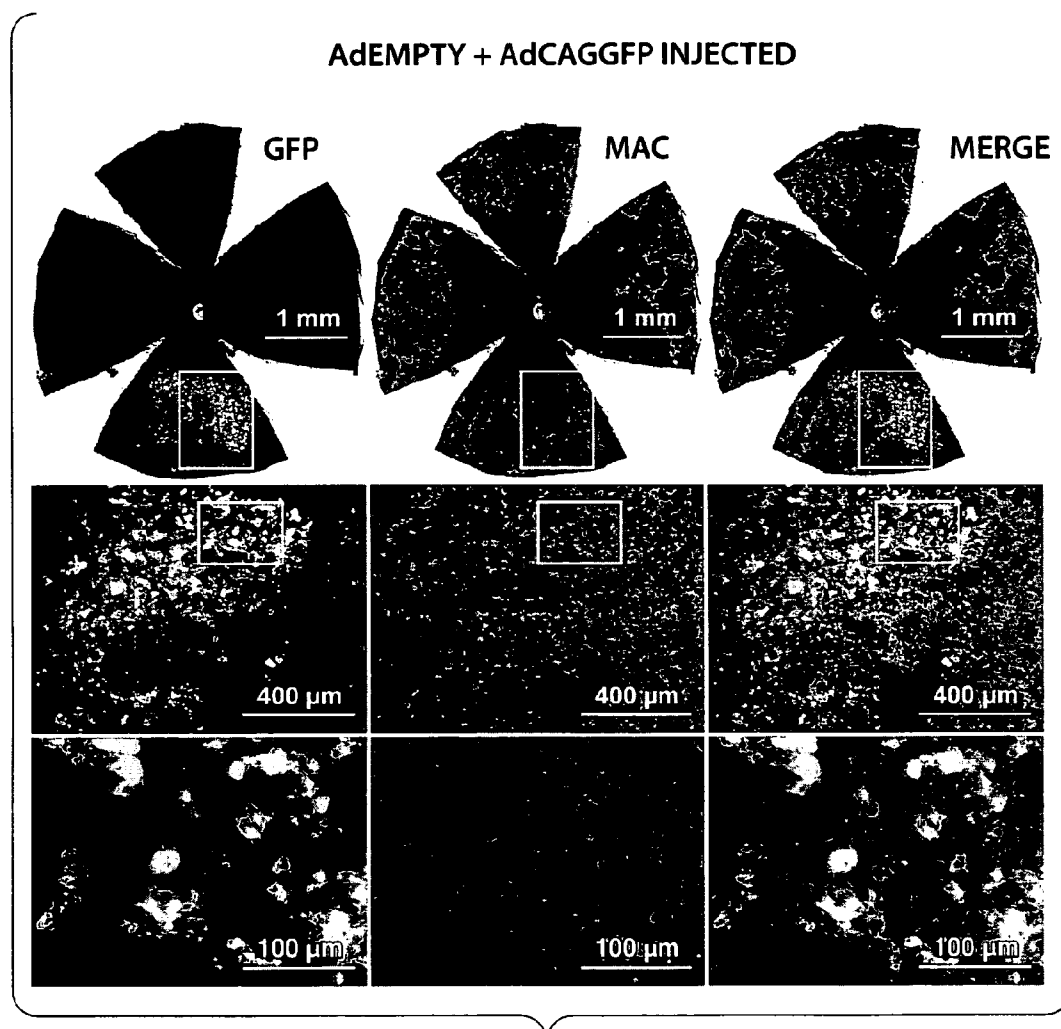 AdEMPTY + AdCAGGFP INJECTED
GFP MAC MERGE
1 mm 1 mm 1 mm
400 µm 400 µm 400 µm
100 µm 100 µm 100 µm